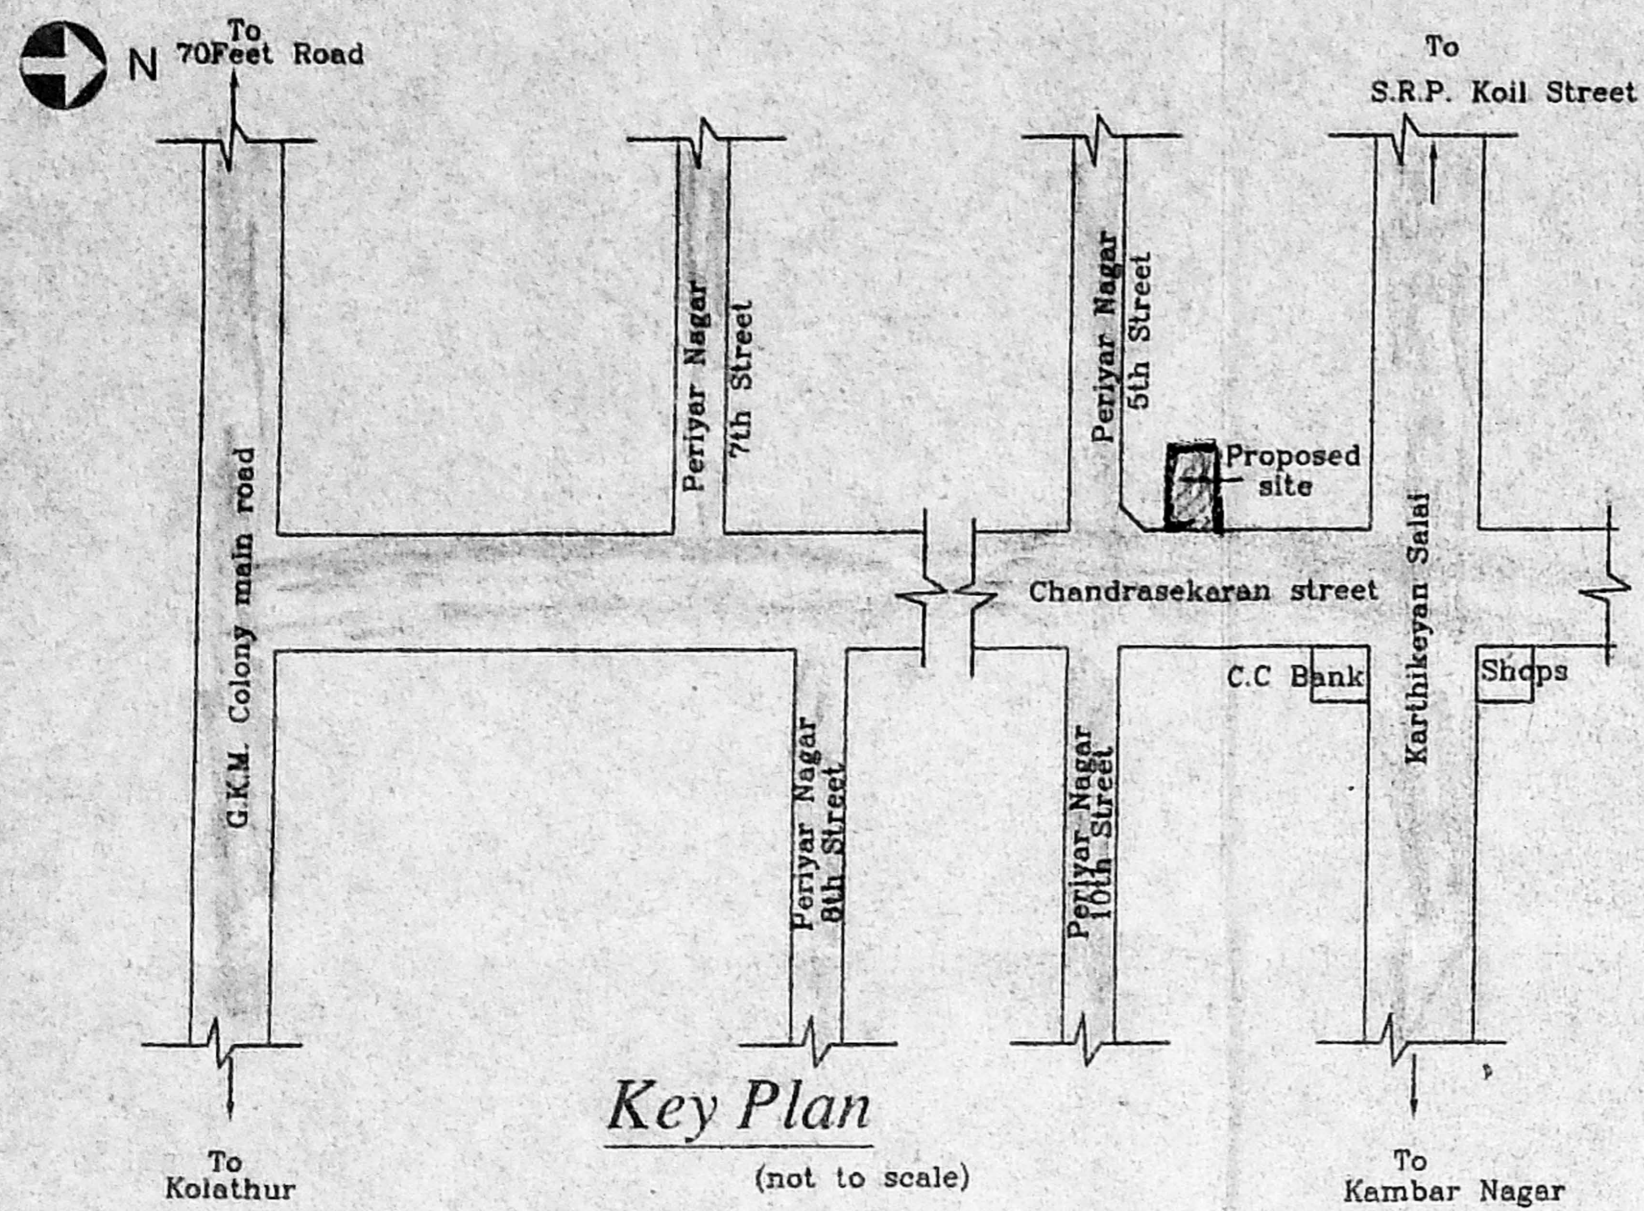 To
70Feet Road
N
To
S.R.P. Koil Street
Periyar Nagar
7th Street
Periyar Nagar
5th Street
Proposed
site
G.K.M. Colony main road
Chandrasekaran street
Karthikeyan Salai
C.C Bank
Shops
Periyar Nagar
8th Street
Periyar Nagar
10th Street
Key Plan
(not to scale)
To
Kolathur
To
Kambar Nagar